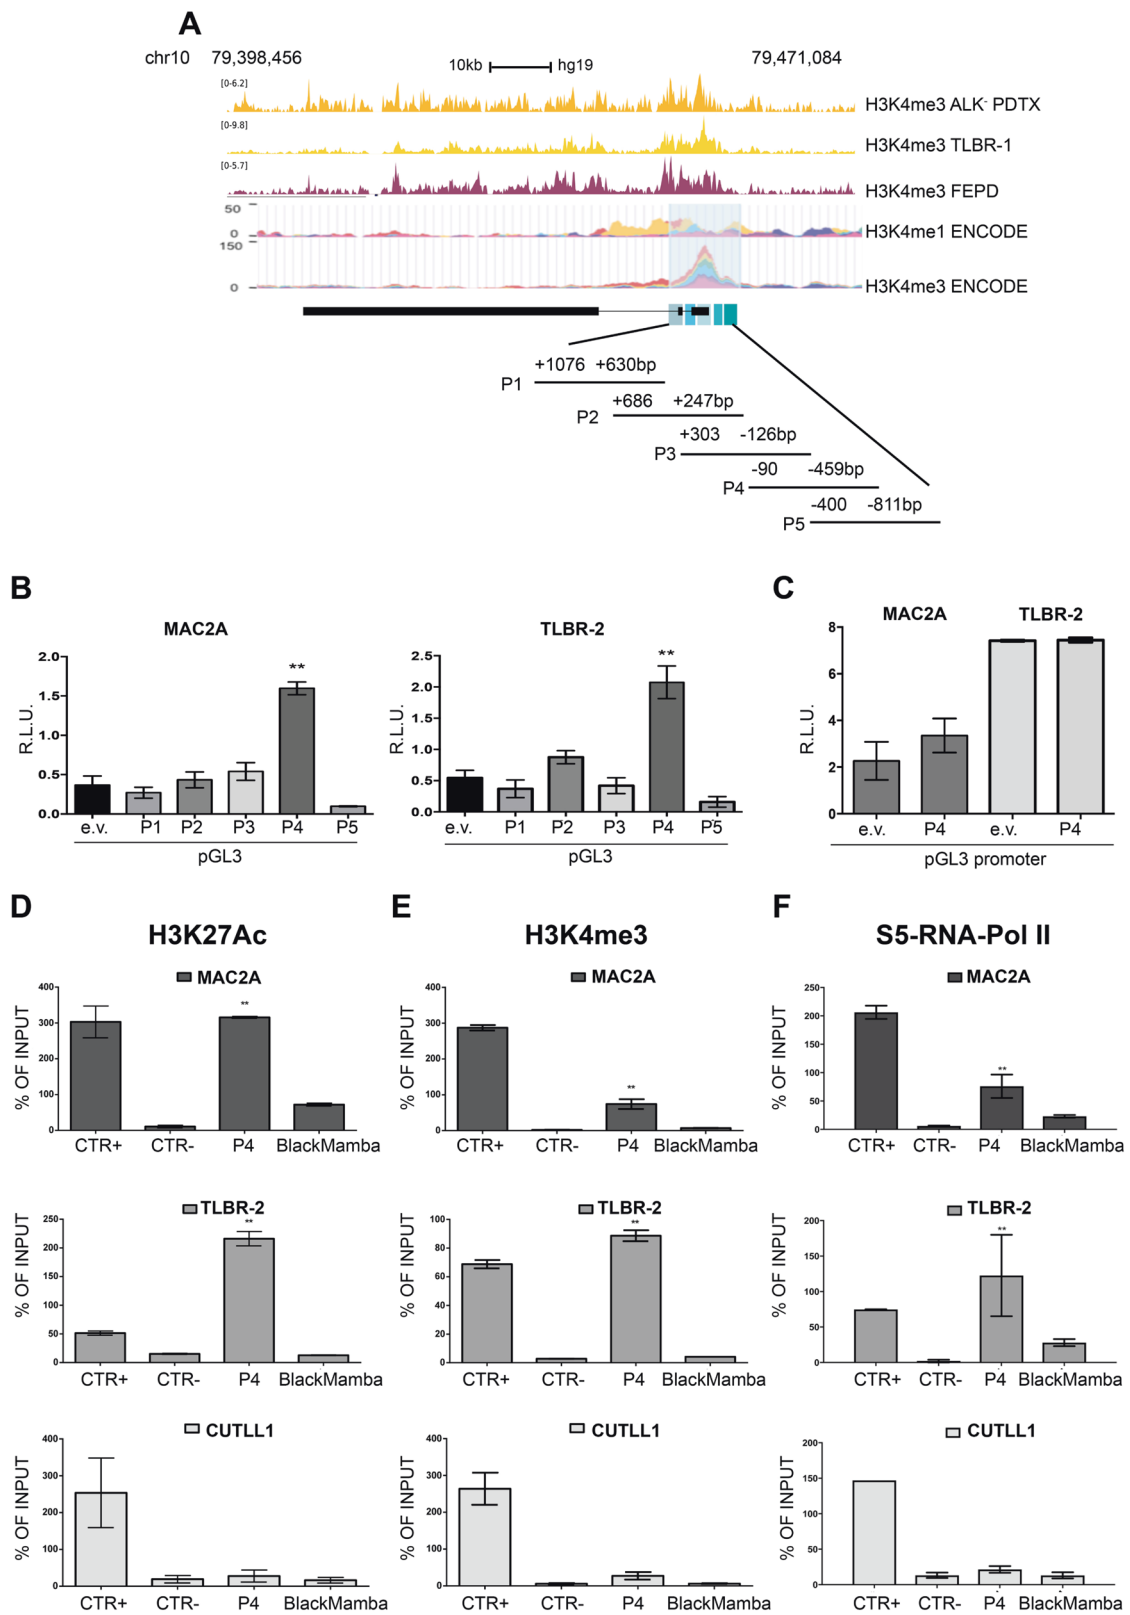 A
chr10 79,398,456 10kb hg19 79,471,084
[0-6.2] H3K4me3 ALK- PDTX
[0-9.8] H3K4me3 TLBR-1
[0-5.7] H3K4me3 FEPD
50
0 H3K4me1 ENCODE
150
0 H3K4me3 ENCODE
+1076 +630bp
P1
+686 +247bp
P2
+303 -126bp
P3
-90 -459bp
P4
-400 -811bp
P5
B
MAC2A
R.L.U.
2.0
1.5
1.0
0.5
0.0
**
e.v. P1 P2 P3 P4 P5
pGL3
TLBR-2
R.L.U.
2.5
2.0
1.5
1.0
0.5
0.0
**
e.v. P1 P2 P3 P4 P5
pGL3
C
MAC2A TLBR-2
R.L.U.
8
6
4
2
0
e.v. P4 e.v. P4
pGL3 promoter
D
H3K27Ac
MAC2A
% OF INPUT
400
300
200
100
0
**
CTR+ CTR- P4 BlackMamba
TLBR-2
% OF INPUT
250
200
150
100
50
0
**
CTR+ CTR- P4 BlackMamba
CUTLL1
% OF INPUT
400
300
200
100
0
CTR+ CTR- P4 BlackMamba
E
H3K4me3
MAC2A
% OF INPUT
400
300
200
100
0
**
CTR+ CTR- P4 BlackMamba
TLBR-2
% OF INPUT
100
80
60
40
20
0
**
CTR+ CTR- P4 BlackMamba
CUTLL1
% OF INPUT
400
300
200
100
0
CTR+ CTR- P4 BlackMamba
F
S5-RNA-Pol II
MAC2A
% OF INPUT
250
200
150
100
50
0
**
CTR+ CTR- P4 BlackMamba
TLBR-2
% OF INPUT
200
150
100
50
0
**
CTR+ CTR- P4 BlackMamba
CUTLL1
% OF INPUT
200
150
100
50
0
CTR+ CTR- P4 BlackMamba